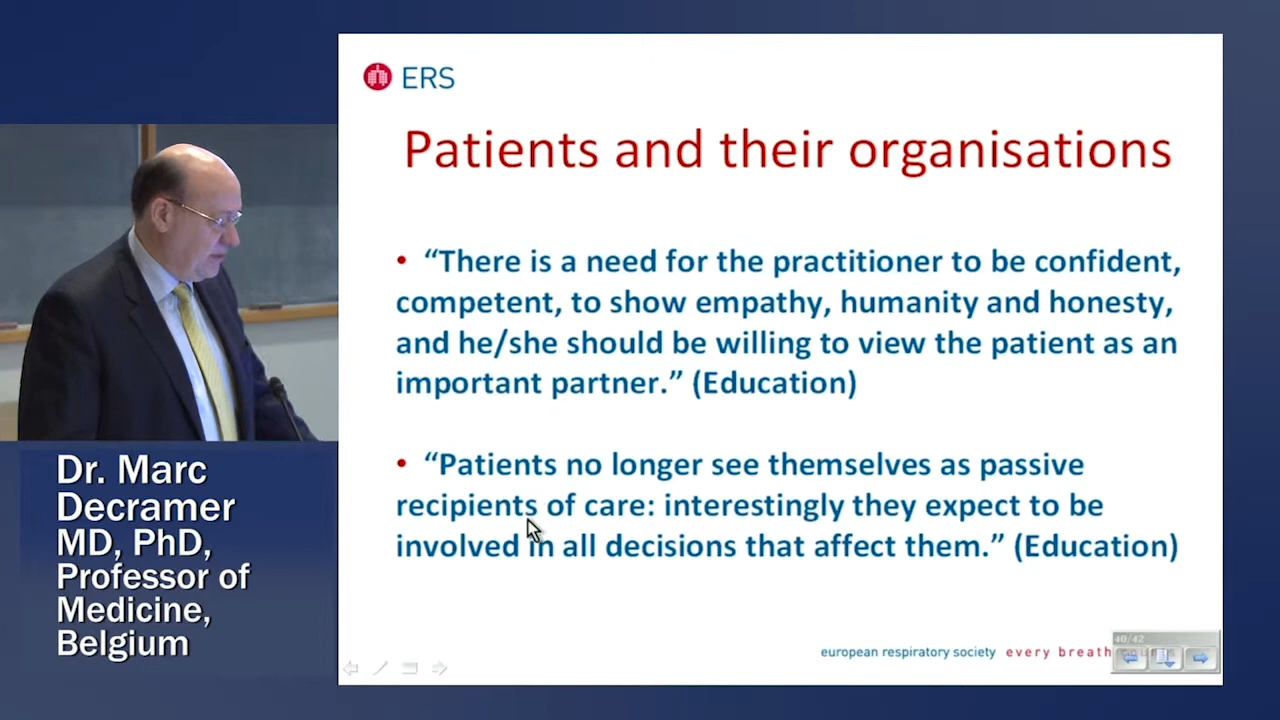 ERS
Patients and their organisations
• “There is a need for the practitioner to be confident,
competent, to show empathy, humanity and honesty,
and he/she should be willing to view the patient as an
important partner.” (Education)
• “Patients no longer see themselves as passive
recipients of care: interestingly they expect to be
involved in all decisions that affect them.” (Education)
european respiratory society every breath
40/42
Dr. Marc
Decramer
MD, PhD,
Professor of
Medicine,
Belgium